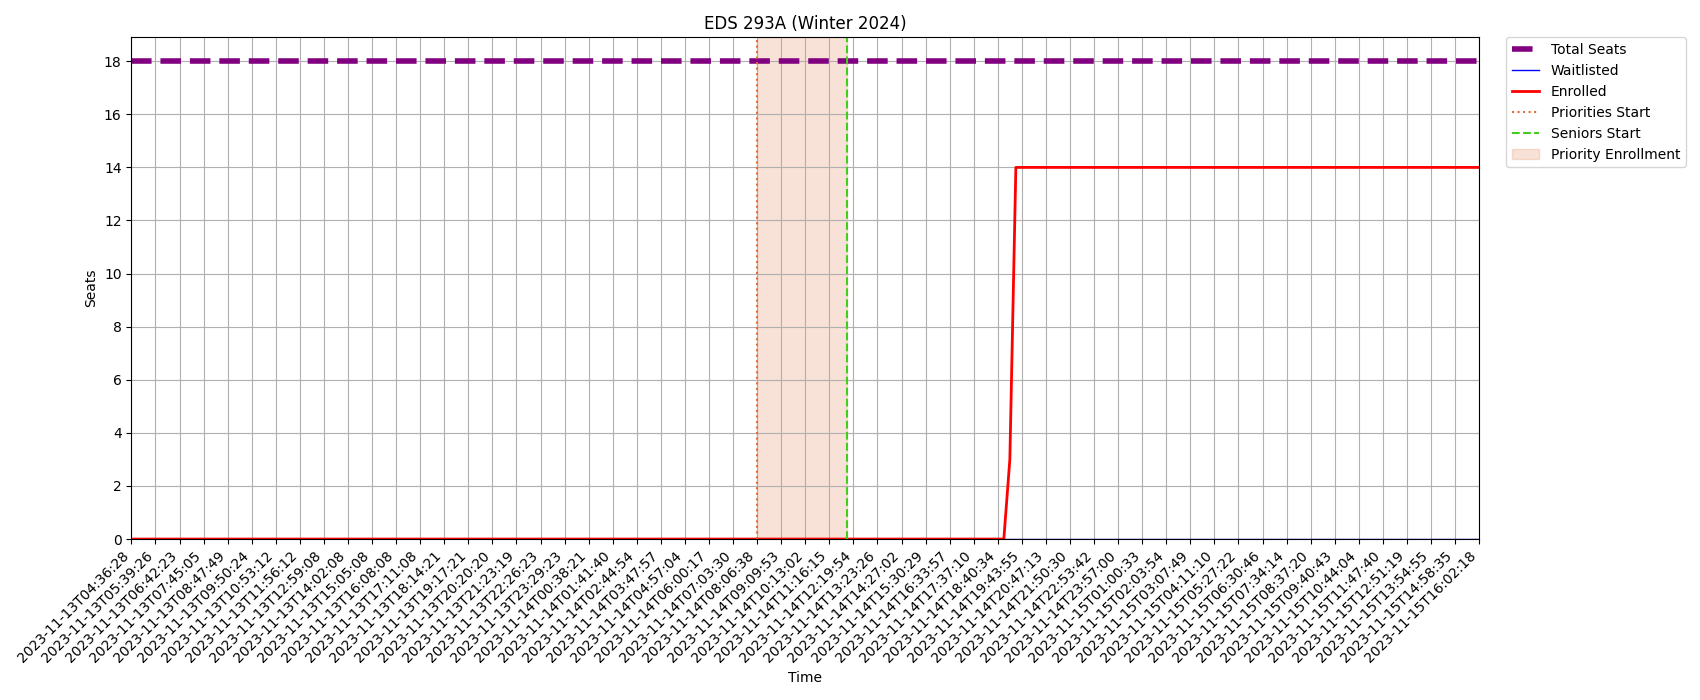 EDS 293A (Winter 2024)
Total Seats
Waitlisted
Enrolled
Priorities Start
Seniors Start
Priority Enrollment
Seats
18
16
14
12
10
8
6
4
2
0
2023-11-13T04:36:28
2023-11-13T05:39:26
2023-11-13T06:42:23
2023-11-13T07:45:05
2023-11-13T08:47:49
2023-11-13T09:50:24
2023-11-13T10:53:12
2023-11-13T11:56:12
2023-11-13T12:59:08
2023-11-13T14:02:08
2023-11-13T15:05:08
2023-11-13T16:08:08
2023-11-13T17:11:08
2023-11-13T18:14:21
2023-11-13T19:17:21
2023-11-13T20:20:20
2023-11-13T21:23:19
2023-11-13T22:26:23
2023-11-13T23:29:23
2023-11-14T00:38:21
2023-11-14T01:41:40
2023-11-14T02:44:54
2023-11-14T03:47:57
2023-11-14T04:57:04
2023-11-14T06:00:17
2023-11-14T07:03:30
2023-11-14T08:06:38
2023-11-14T09:09:53
2023-11-14T10:13:02
2023-11-14T11:16:15
2023-11-14T12:19:54
2023-11-14T13:23:26
2023-11-14T14:27:02
2023-11-14T15:30:29
2023-11-14T16:33:57
2023-11-14T17:37:10
2023-11-14T18:40:34
2023-11-14T19:43:55
2023-11-14T20:47:13
2023-11-14T21:50:30
2023-11-14T22:53:42
2023-11-14T23:57:00
2023-11-15T01:00:33
2023-11-15T02:03:54
2023-11-15T03:07:49
2023-11-15T04:11:10
2023-11-15T05:27:22
2023-11-15T06:30:46
2023-11-15T07:34:14
2023-11-15T08:37:20
2023-11-15T09:40:43
2023-11-15T10:44:04
2023-11-15T11:47:40
2023-11-15T12:51:19
2023-11-15T13:54:55
2023-11-15T14:58:35
2023-11-15T16:02:18
Time